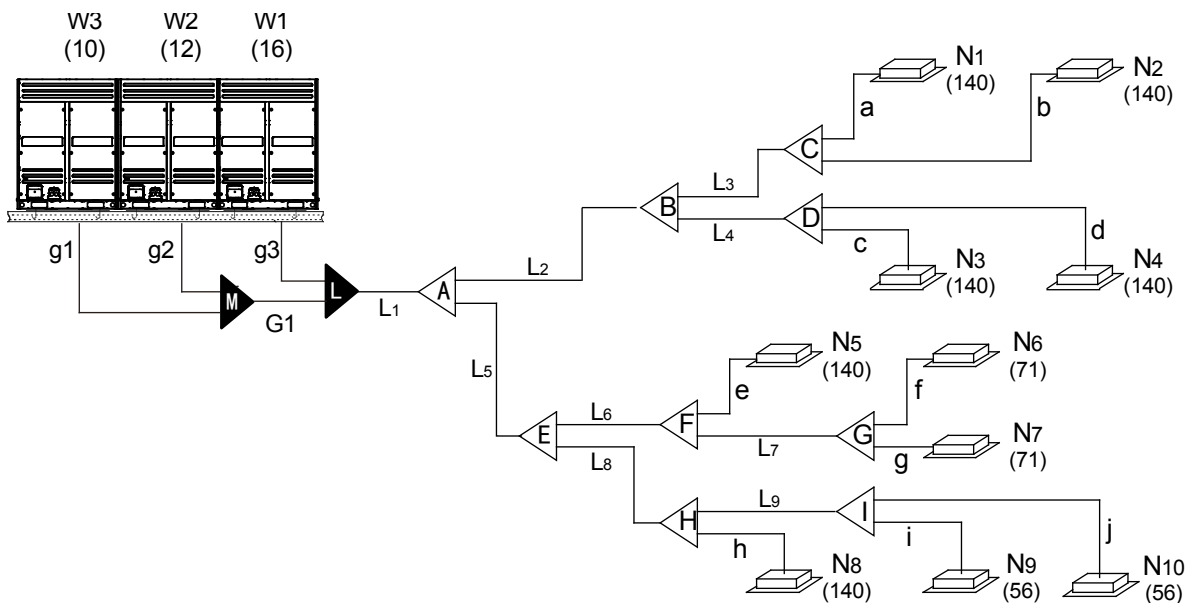 W3 W2 W1
(10) (12) (16)
N1
(140)
N2
(140)
a
b
C
L3
B
L4
D
d
c
N3
(140)
N4
(140)
g1 g2 g3
L2
M
L
A
G1
L1
L5
N5
(140)
N6
(71)
e
f
L6
F
E
L7
G
g
N7
(71)
L8
L9
H
I
h
i
j
N8
(140)
N9
(56)
N10
(56)